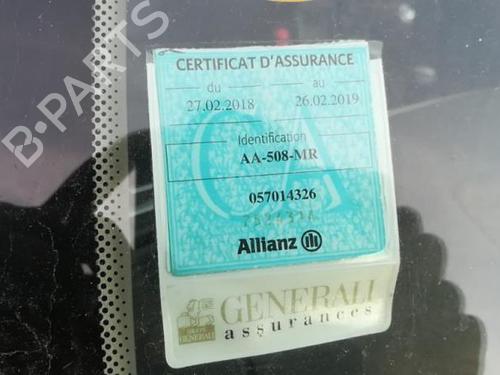 B-PARTS
CERTIFICAT D'ASSURANCE
du au
27.02.2018 26.02.2019
Identification
AA-508-MR
057014326
Allianz
GENERALI
assurances
GENERALI